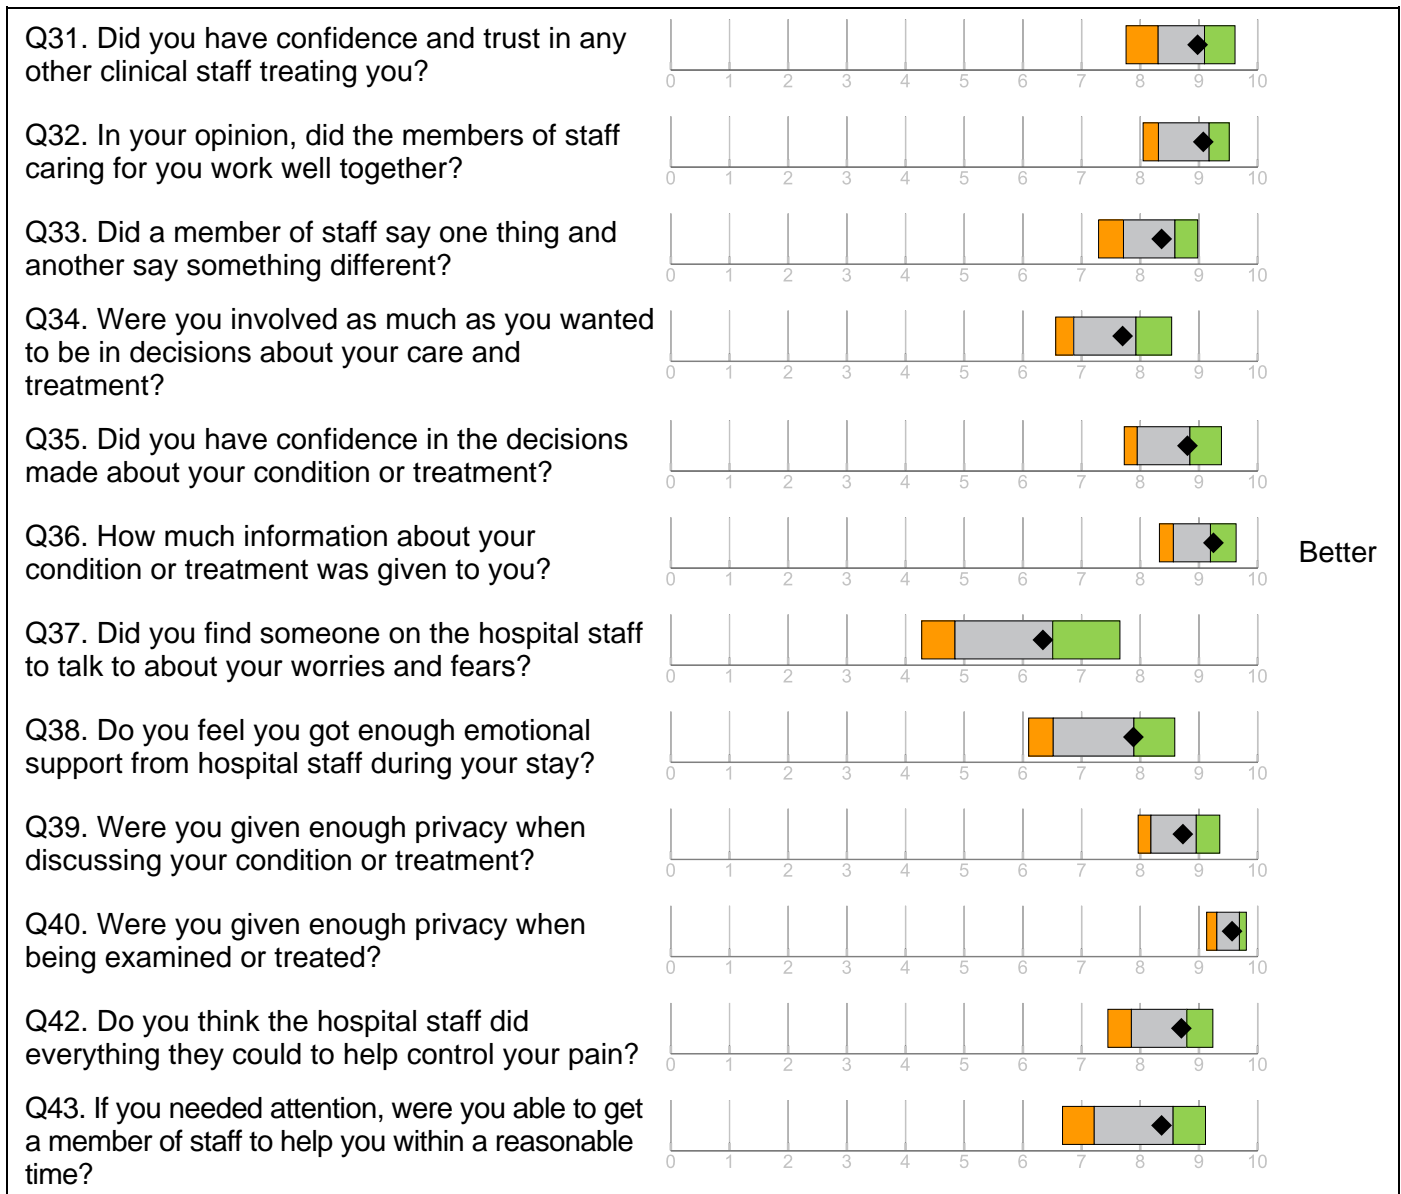 Q31. Did you have confidence and trust in any
other clinical staff treating you?
0 1 2 3 4 5 6 7 8 9 10
Q32. In your opinion, did the members of staff
caring for you work well together?
0 1 2 3 4 5 6 7 8 9 10
Q33. Did a member of staff say one thing and
another say something different?
0 1 2 3 4 5 6 7 8 9 10
Q34. Were you involved as much as you wanted
to be in decisions about your care and
treatment?
0 1 2 3 4 5 6 7 8 9 10
Q35. Did you have confidence in the decisions
made about your condition or treatment?
0 1 2 3 4 5 6 7 8 9 10
Q36. How much information about your
condition or treatment was given to you?
0 1 2 3 4 5 6 7 8 9 10
Better
Q37. Did you find someone on the hospital staff
to talk to about your worries and fears?
0 1 2 3 4 5 6 7 8 9 10
Q38. Do you feel you got enough emotional
support from hospital staff during your stay?
0 1 2 3 4 5 6 7 8 9 10
Q39. Were you given enough privacy when
discussing your condition or treatment?
0 1 2 3 4 5 6 7 8 9 10
Q40. Were you given enough privacy when
being examined or treated?
0 1 2 3 4 5 6 7 8 9 10
Q42. Do you think the hospital staff did
everything they could to help control your pain?
0 1 2 3 4 5 6 7 8 9 10
Q43. If you needed attention, were you able to get
a member of staff to help you within a reasonable
time?
0 1 2 3 4 5 6 7 8 9 10